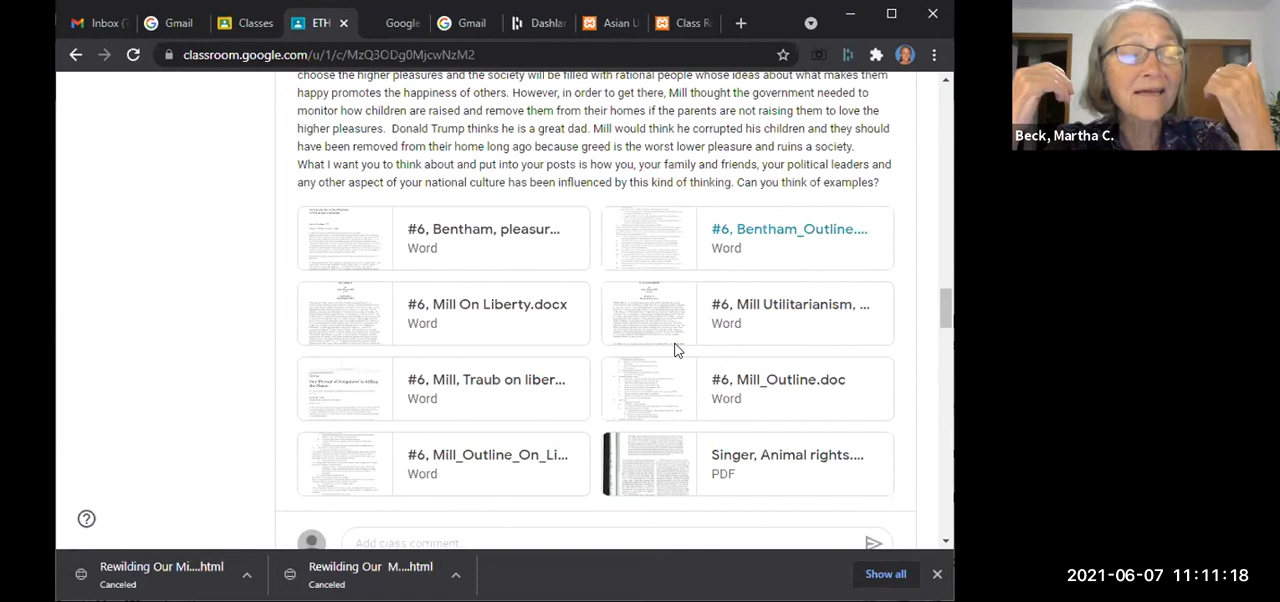 Inbox (
Gmail
Classes
ETH
Google
Gmail
Dashla
Asian U
Class R
classroom.google.com/u/1/c/MzQ3ODg0MjcwNzM2
choose the higher pleasures and the society will be filled with rational people whose ideas about what makes them
happy promotes the happiness of others. However, in order to get there, Mill thought the government needed to
monitor how children are raised and remove them from their homes if the parents are not raising them to love the
higher pleasures. Donald Trump thinks he is a great dad. Mill would think he corrupted his children and they should
have been removed from their home long ago because greed is the worst lower pleasure and ruins a society.
What I want you to think about and put into your posts is how you, your family and friends, your political leaders and
any other aspect of your national culture has been influenced by this kind of thinking. Can you think of examples?
#6, Bentham, pleasur...
Word
#6, Bentham_Outline....
Word
#6 Mill On Liberty.docx
Word
#6, Mill Utilitarianism, ...
Word
#6, Mill, Traub on liber...
Word
#6, Mill_Outline.doc
Word
#6, Mill_Outline_On_Li...
Word
Singer, Animal rights....
PDF
Add class comment...
Rewilding Our Mi....html
Canceled
Rewilding Our M....html
Canceled
Show all
Beck, Martha C.
2021-06-07 11:11:18